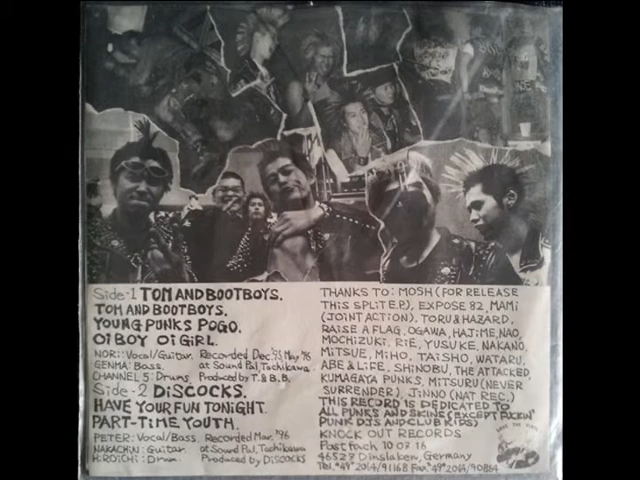 Side-1 TOM AND BOOTBOYS.
TOM AND BOOTBOYS.
YOUNG PUNKS POGO.
Oi BOY Oi GiRL.
NORI: Vocal/Guitar. Recorded Dec.'95, May '96
GENMA: Bass. at Sound Pal, Tachikawa
CHANNEL 5: Drums. Produced by T. & B. B.
Side-2 DiSCOCKS.
HAVE YOUR FUN TONiGHT.
PART-TiME YOUTH.
PETER: Vocal/Bass. Recorded Mar. '96
NAKACHiN: Guitar. at Sound Pal, Tachikawa
HiROiCHi: Drum. Produced by DiSCOCKS
THANKS TO: MOSH (FOR RELEASE
THiS SPLiT E.P.), EXPOSE 82, MAMi
(JOiNT ACTiON). TORU & HAZARD,
RAiSE A FLAG, OGAWA, HAJiME, NAO,
MOCHiZUKi, RiE, YUSUKE, NAKANO,
MiTSUE, MiHO, TAiSHO, WATARU,
ABE & LiFE, SHiNOBU, THE ATTACKED,
KUMAGAYA PUNKS, MiTSURU (NEVER
SURRENDER), JiNNO (NAT REC.)
THiS RECORD iS DEDiCATED TO
ALL PUNKS AND SKiNS (EXCEPT FUCKiN'
PUNK DJS AND CLUB KiDS)
KNOCK OUT RECORDS
Postfach 10 07 16
46527 Dinslaken, Germany